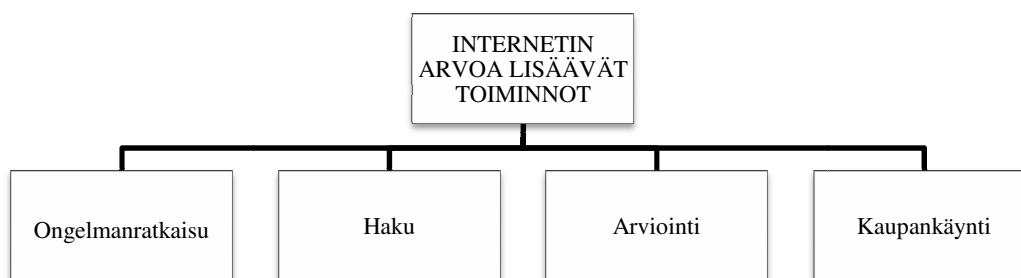 INTERNETIN
ARVOA LISÄÄVÄT
TOIMINNOT
Ongelmanratkaisu
Haku
Arviointi
Kaupankäynti